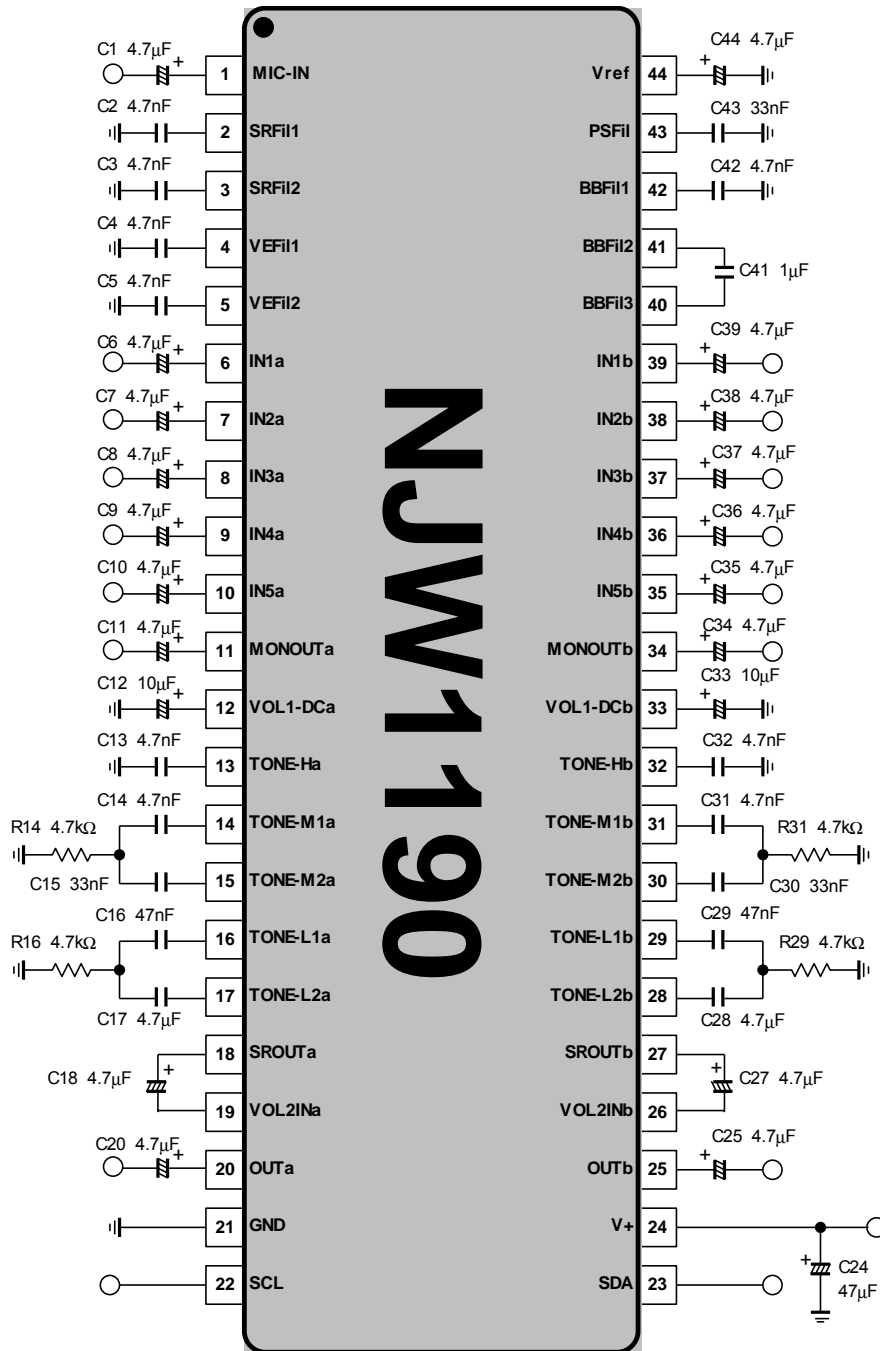 C1 4.7µF + 1 MIC-IN Vref 44 + C44 4.7µF
C2 4.7nF 2 SRFil1 PSFil 43 C43 33nF
C3 4.7nF 3 SRFil2 BBFil1 42 C42 4.7nF
C4 4.7nF 4 VEFil1 BBFil2 41
C41 1µF
C5 4.7nF 5 VEFil2 BBFil3 40
C6 4.7µF + 6 IN1a IN1b 39 + C39 4.7µF
C7 4.7µF + 7 IN2a IN2b 38 + C38 4.7µF
C8 4.7µF + 8 IN3a IN3b 37 + C37 4.7µF
C9 4.7µF + 9 IN4a IN4b 36 + C36 4.7µF
C10 4.7µF + 10 IN5a IN5b 35 + C35 4.7µF
C11 4.7µF + 11 MONOUTa MONOUTb 34 + C34 4.7µF
C12 10µF + 12 VOL1-DCa VOL1-DCb 33 + C33 10µF
C13 4.7nF 13 TONE-Ha TONE-Hb 32 C32 4.7nF
C14 4.7nF 14 TONE-M1a TONE-M1b 31 C31 4.7nF
R14 4.7kΩ R31 4.7kΩ
C15 33nF 15 TONE-M2a TONE-M2b 30 C30 33nF
C16 47nF 16 TONE-L1a TONE-L1b 29 C29 47nF
R16 4.7kΩ R29 4.7kΩ
C17 4.7µF 17 TONE-L2a TONE-L2b 28 C28 4.7µF
18 SROUTa SROUTb 27
C18 4.7µF + + C27 4.7µF
19 VOL2INa VOL2INb 26
C20 4.7µF + 20 OUTa OUTb 25 + C25 4.7µF
21 GND V+ 24
+ C24
47µF
22 SCL SDA 23
NJW1190